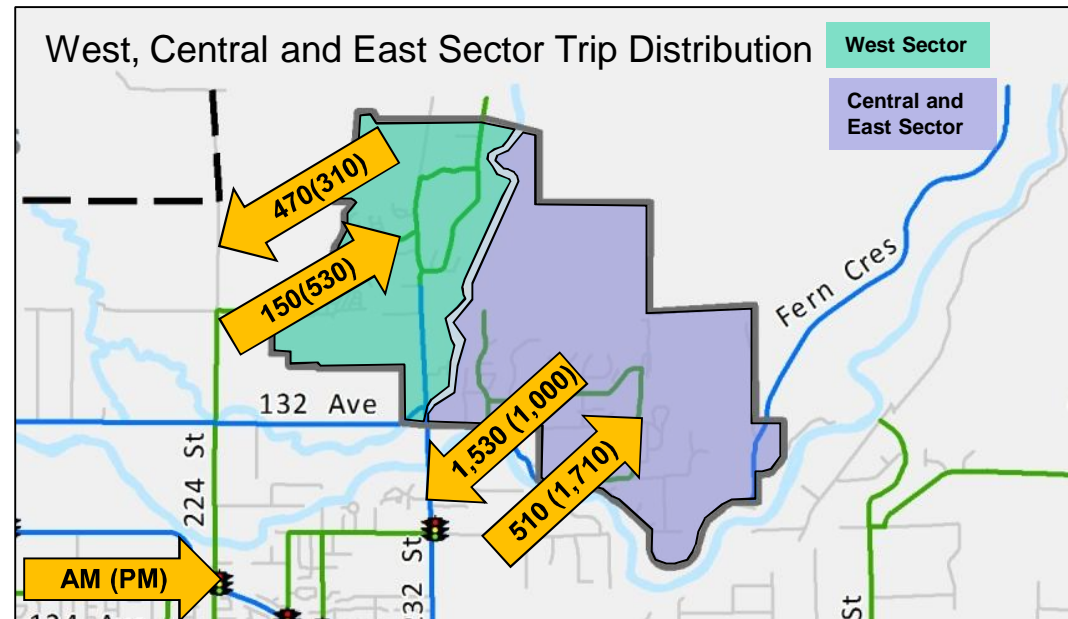 West, Central and East Sector Trip Distribution
West Sector
Central and
East Sector
470(310)
150(530)
Fern Cres
132 Ave
1,530 (1,000)
510 (1,710)
224 St
AM (PM)
232 St
St